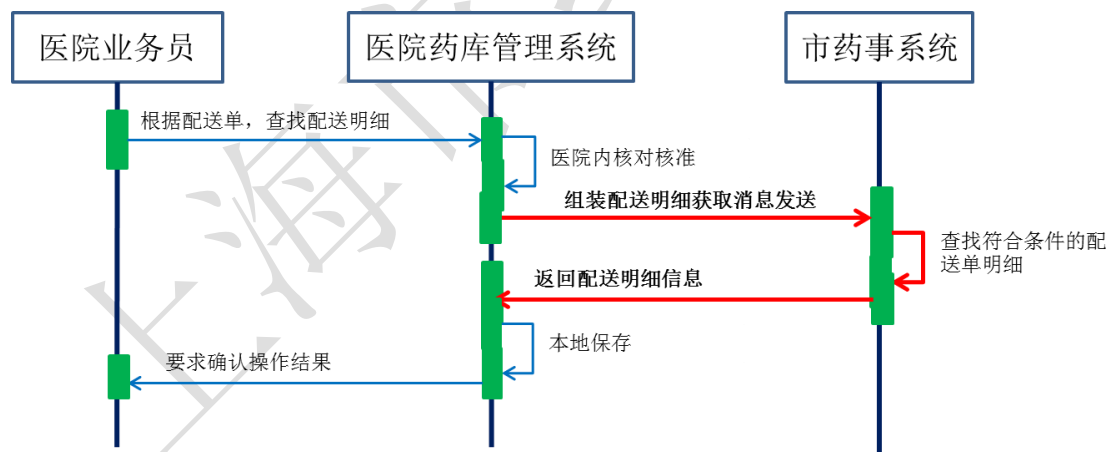 医院业务员
医院药库管理系统
市药事系统
根据配送单，查找配送明细
医院内核对核准
组装配送明细获取消息发送
查找符合条件的配
送单明细
返回配送明细信息
本地保存
要求确认操作结果
上海